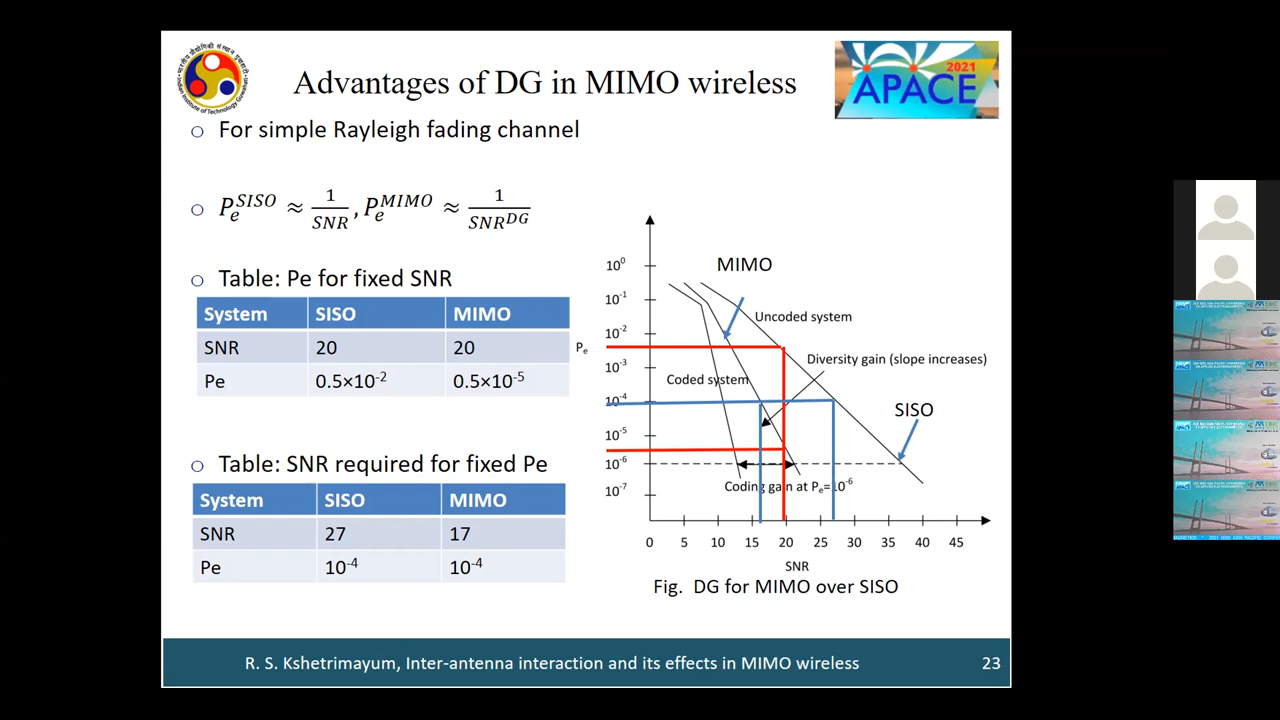 Advantages of DG in MIMO wireless
2021
APACE
For simple Rayleigh fading channel
P_e^{SISO} ≈ 1/SNR, P_e^{MIMO} ≈ 1/SNR^{DG}
Table: Pe for fixed SNR
System SISO MIMO
SNR 20 20
Pe 0.5×10⁻² 0.5×10⁻⁵
Table: SNR required for fixed Pe
System SISO MIMO
SNR 27 17
Pe 10⁻⁴ 10⁻⁴
MIMO
10⁰
10⁻¹
Uncoded system
10⁻²
Pₑ
Diversity gain (slope increases)
10⁻³
Coded system
10⁻⁴
SISO
10⁻⁵
10⁻⁶
Coding gain at Pₑ=10⁻⁶
10⁻⁷
0 5 10 15 20 25 30 35 40 45
SNR
Fig. DG for MIMO over SISO
R. S. Kshetrimayum, Inter-antenna interaction and its effects in MIMO wireless
23